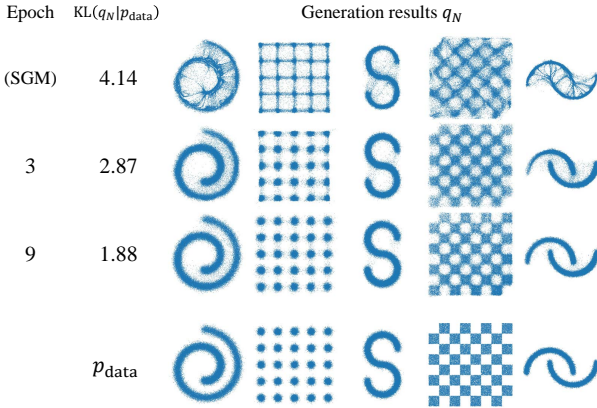 Epoch KL(q_N|p_data) Generation results q_N
(SGM) 4.14
3 2.87
9 1.88
p_data